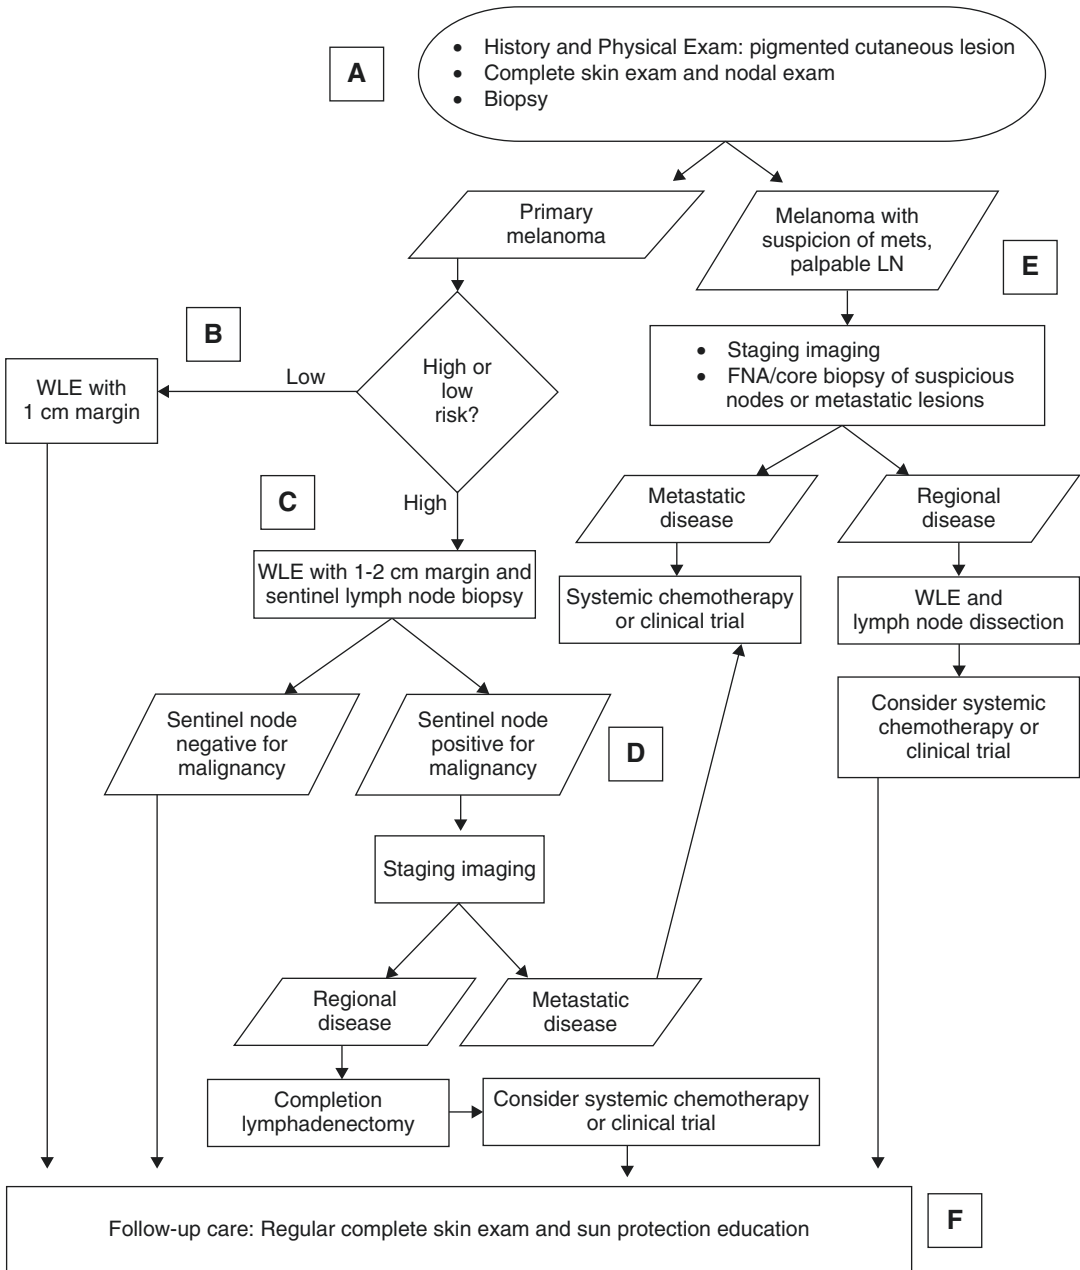 A
• History and Physical Exam: pigmented cutaneous lesion
• Complete skin exam and nodal exam
• Biopsy
Primary
melanoma
Melanoma with
suspicion of mets,
palpable LN
E
B
High or
low
risk?
Low
WLE with
1 cm margin
• Staging imaging
• FNA/core biopsy of suspicious
nodes or metastatic lesions
C
High
Metastatic
disease
Regional
disease
WLE with 1-2 cm margin and
sentinel lymph node biopsy
Systemic chemotherapy
or clinical trial
WLE and
lymph node dissection
Sentinel node
negative for
malignancy
Sentinel node
positive for
malignancy
D
Consider systemic
chemotherapy or
clinical trial
Staging imaging
Regional
disease
Metastatic
disease
Completion
lymphadenectomy
Consider systemic chemotherapy
or clinical trial
Follow-up care: Regular complete skin exam and sun protection education
F